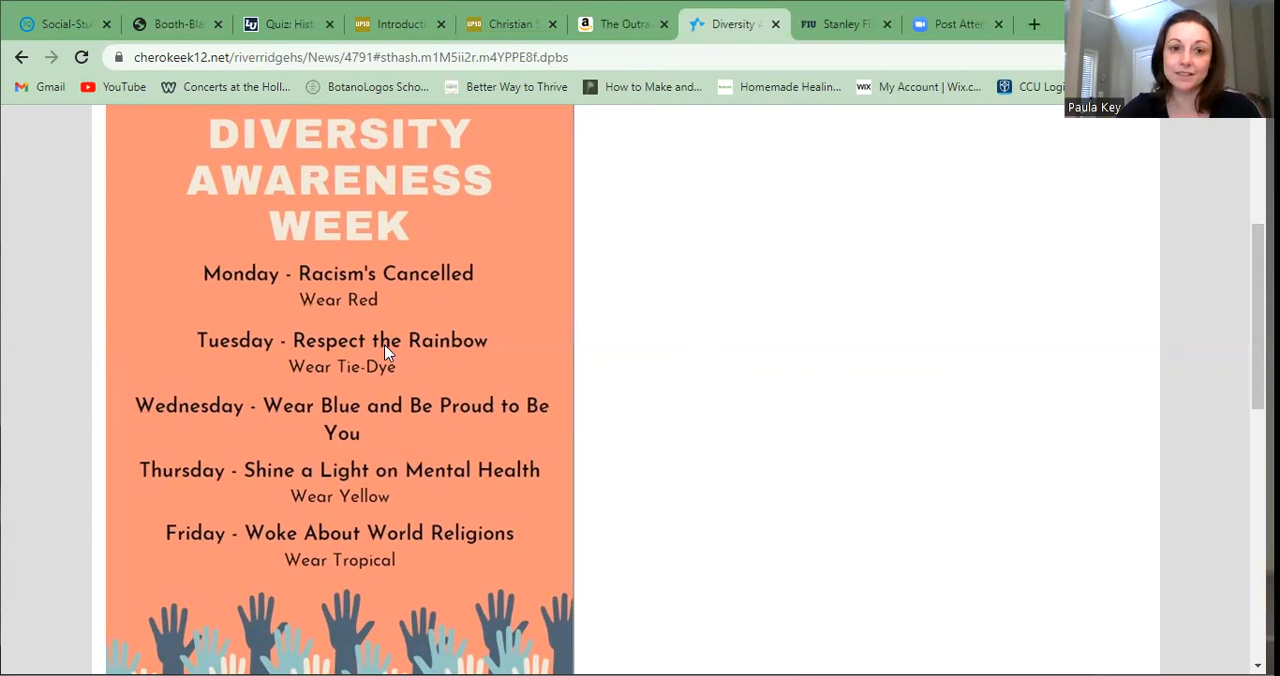 Social-Stu
Booth-Bla
Quiz: Hist
Introducti
Christian S
The Outra
Diversity A
FIU Stanley Fi
Post Atten
cherokeek12.net/riverridgehs/News/4791#sthash.m1M5ii2r.m4YPPE8f.dpbs
Gmail
YouTube
Concerts at the Holl...
BotanoLogos Scho...
Better Way to Thrive
How to Make and...
Homemade Healin...
WIX My Account | Wix.c...
CCU Logi
Paula Key
DIVERSITY
AWARENESS
WEEK
Monday - Racism's Cancelled
Wear Red
Tuesday - Respect the Rainbow
Wear Tie-Dye
Wednesday - Wear Blue and Be Proud to Be
You
Thursday - Shine a Light on Mental Health
Wear Yellow
Friday - Woke About World Religions
Wear Tropical